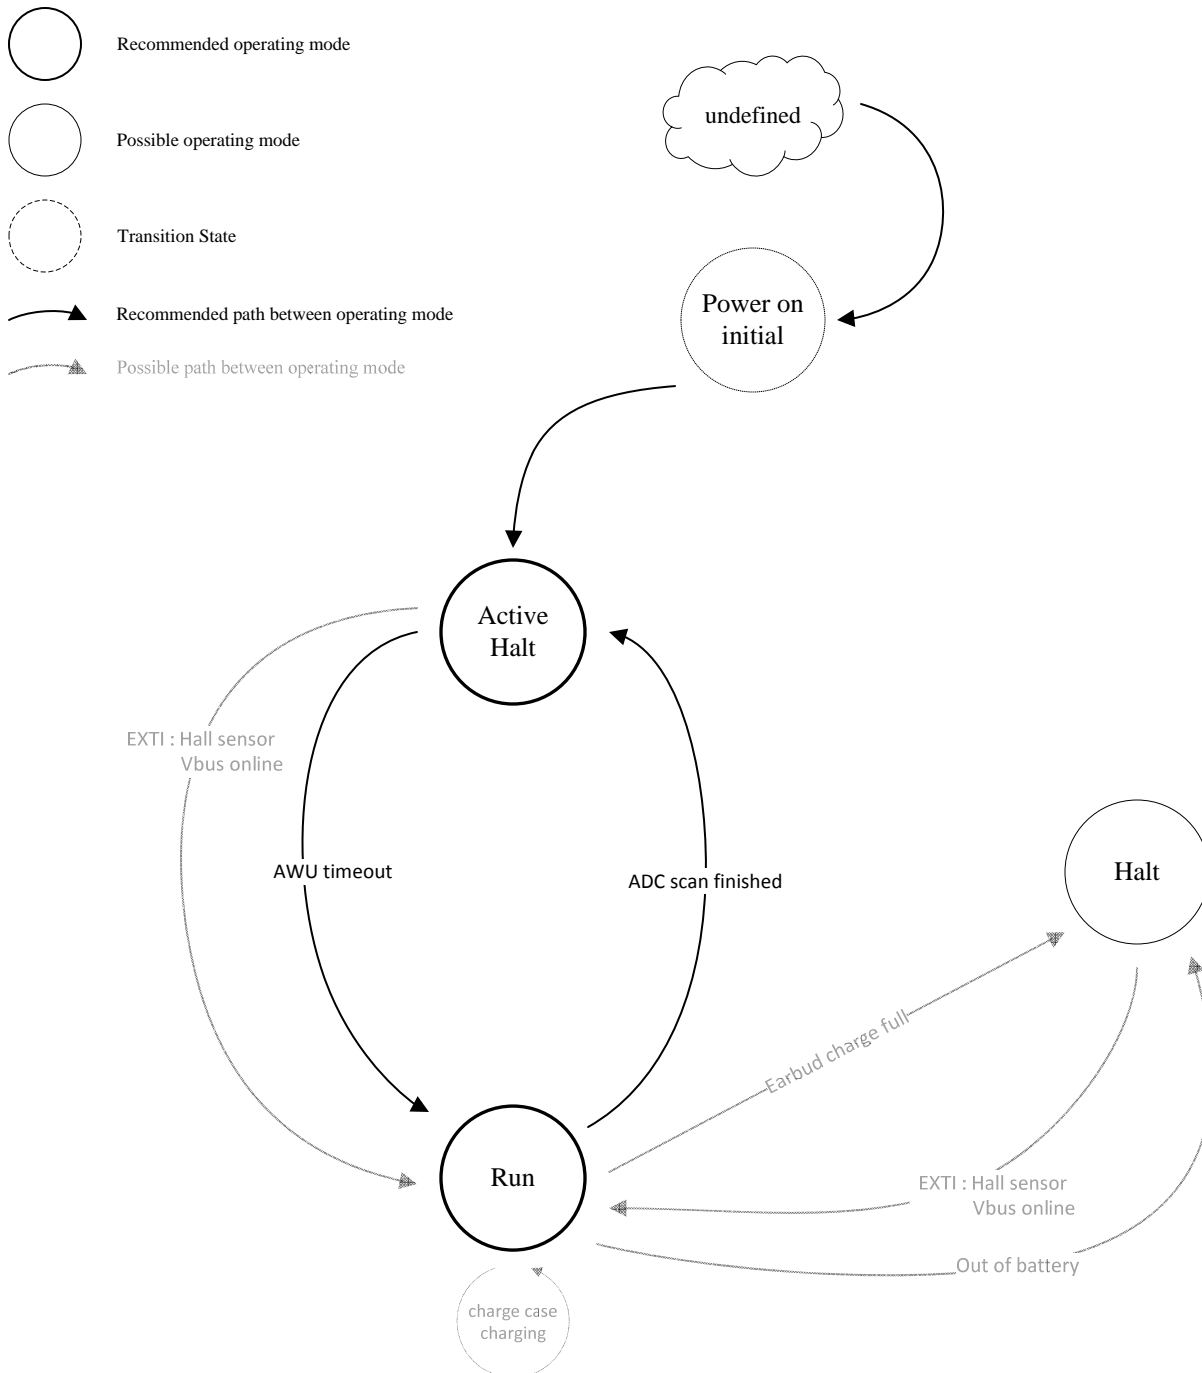 Recommended operating mode
Possible operating mode
Transition State
Recommended path between operating mode
Possible path between operating mode
undefined
Power on
initial
Active
Halt
EXTI : Hall sensor
Vbus online
AWU timeout
ADC scan finished
Halt
Earbud charge full
Run
EXTI : Hall sensor
Vbus online
Out of battery
charge case
charging